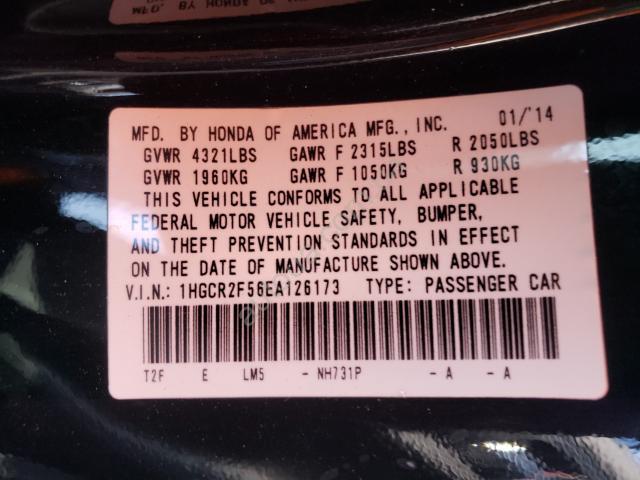 MFD. BY HONDA OF AMERICA MFG., INC. 01/'14
GVWR 4321LBS GAWR F 2315LBS R 2050LBS
GVWR 1960KG GAWR F 1050KG R 930KG
THIS VEHICLE CONFORMS TO ALL APPLICABLE
FEDERAL MOTOR VEHICLE SAFETY, BUMPER,
AND THEFT PREVENTION STANDARDS IN EFFECT
ON THE DATE OF MANUFACTURE SHOWN ABOVE.
V.I.N.: 1HGCR2F56EA126173 TYPE: PASSENGER CAR
T2F E LM5 - NH731P - A - A